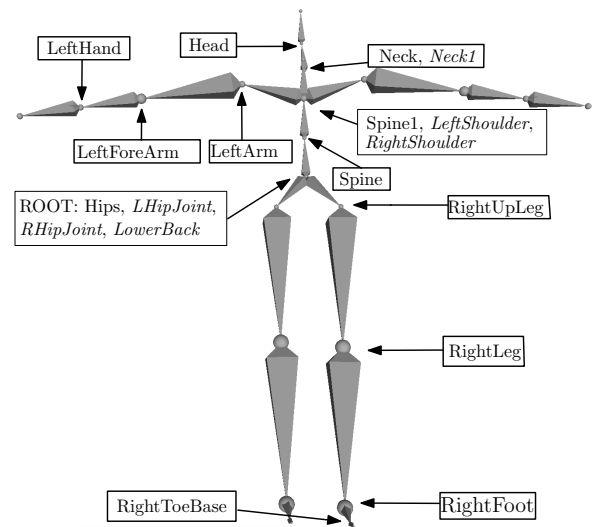 Head
LeftHand
Neck, Neck1
Spine1, LeftShoulder,
RightShoulder
LeftForeArm
LeftArm
Spine
ROOT: Hips, LHipJoint,
RHipJoint, LowerBack
RightUpLeg
RightLeg
RightToeBase
RightFoot